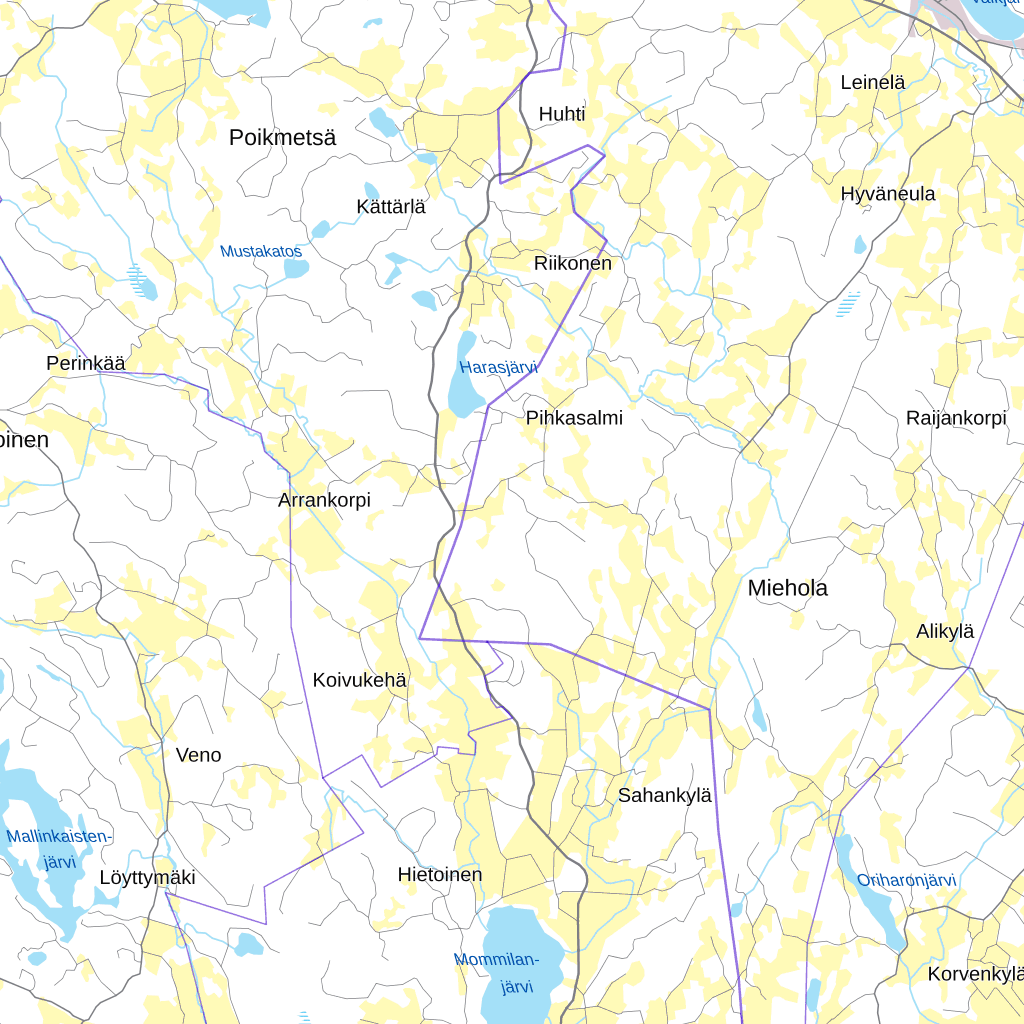 Leinelä
Huhti
Poikmetsä
Hyväneula
Kättärlä
Mustakatos
Riikonen
Perinkää
Harasjärvi
Pihkasalmi
Raijankorpi
Arrankorpi
Miehola
Alikylä
Koivukehä
Veno
Sahankylä
Mallinkaisten-
järvi
Löyttymäki
Hietoinen
Oriharonjärvi
Mommilan-
järvi
Korvenkylä